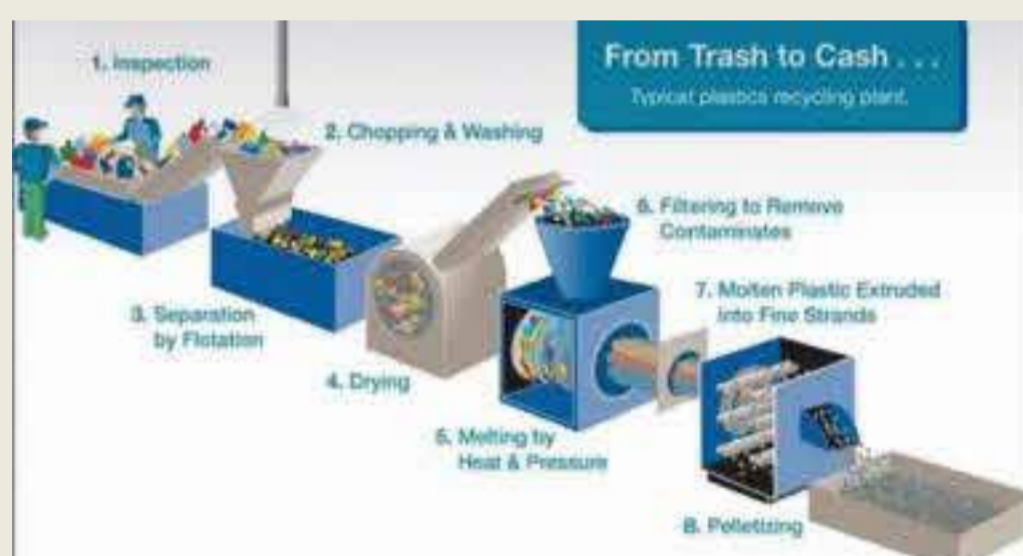 From Trash to Cash . . .
Typical plastics recycling plant.
1. Inspection
2. Chopping & Washing
3. Separation
by Flotation
4. Drying
5. Melting by
Heat & Pressure
6. Filtering to Remove
Contaminates
7. Molten Plastic Extruded
into Fine Strands
8. Pelletizing